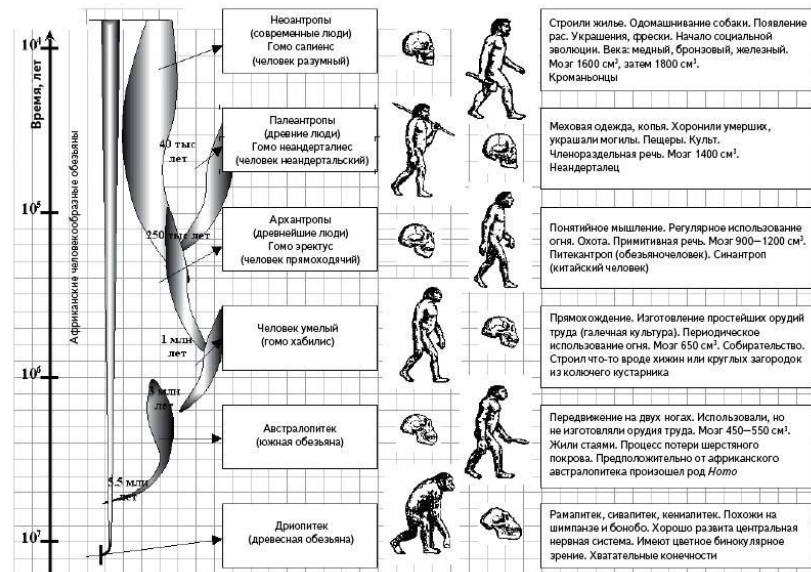 Время, лет
10⁴
10⁵
10⁶
10⁷
Африканские человекообразные обезьяны
40 тыс
лет
250 тыс лет
1 млн
лет
3 млн
лет
5.5 млн
лет
Неоантропы
(современные люди)
Гомо сапиенс
(человек разумный)
Строили жилье. Одомашнивание собаки. Появление
рас. Украшения, фрески. Начало социальной
эволюции. Века: медный, бронзовый, железный.
Мозг 1600 см³, затем 1800 см³.
Кроманьонцы
Палеантропы
(древние люди)
Гомо неандерталиес
(человек неандертальский)
Меховая одежда, копья. Хоронили умерших,
украшали могилы. Пещеры. Культ.
Членораздельная речь. Мозг 1400 см³.
Неандерталец
Архантропы
(древнейшие люди)
Гомо эректус
(человек прямоходячий)
Понятийное мышление. Регулярное использование
огня. Охота. Примитивная речь. Мозг 900—1200 см³.
Питекантроп (обезьяночеловек). Синантроп
(китайский человек)
Человек умелый
(гомо хабилис)
Прямохождение. Изготовление простейших орудий
труда (галечная культура). Периодическое
использование огня. Мозг 650 см³. Собирательство.
Строил что-то вроде хижин или круглых загородок
из колючего кустарника
Австралопитек
(южная обезьяна)
Передвижение на двух ногах. Использовали, но
не изготовляли орудия труда. Мозг 450—550 см³.
Жили стаями. Процесс потери шерстяного
покрова. Предположительно от африканского
австралопитека произошел род Homo
Дриопитек
(древесная обезьяна)
Рамапитек, сивапитек, кениапитек. Похожи на
шимпанзе и бонобо. Хорошо развита центральная
нервная система. Имеют цветное бинокулярное
зрение. Хватательные конечности